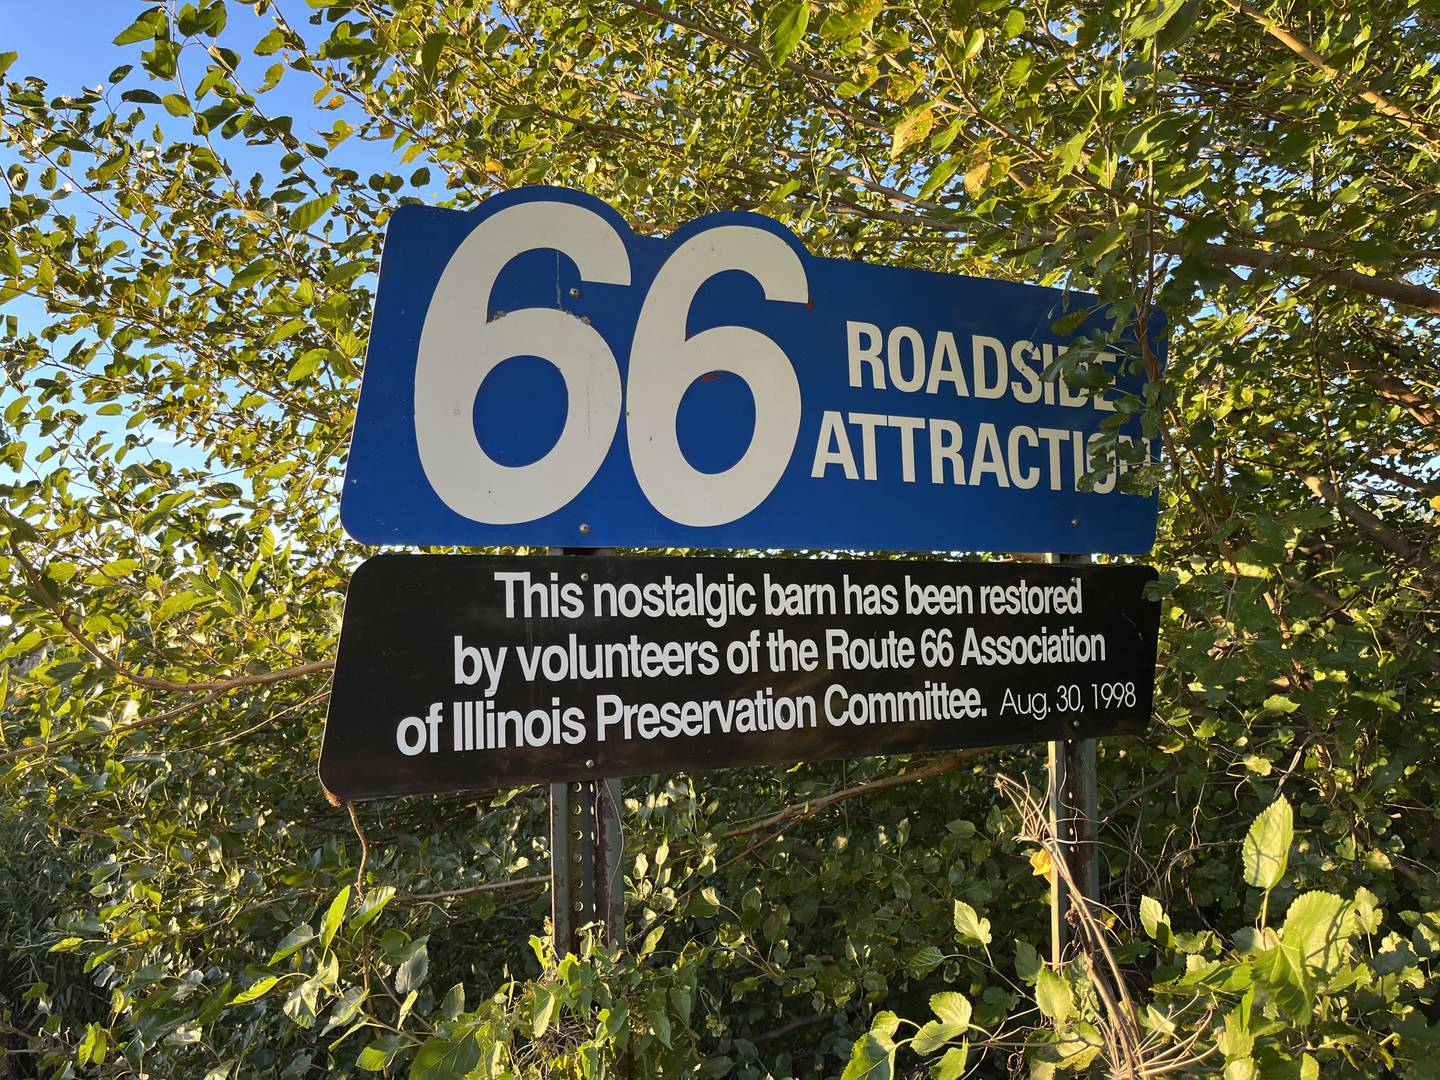 66
ROADSIDE
ATTRACTION
This nostalgic barn has been restored
by volunteers of the Route 66 Association
of Illinois Preservation Committee. Aug. 30, 1998